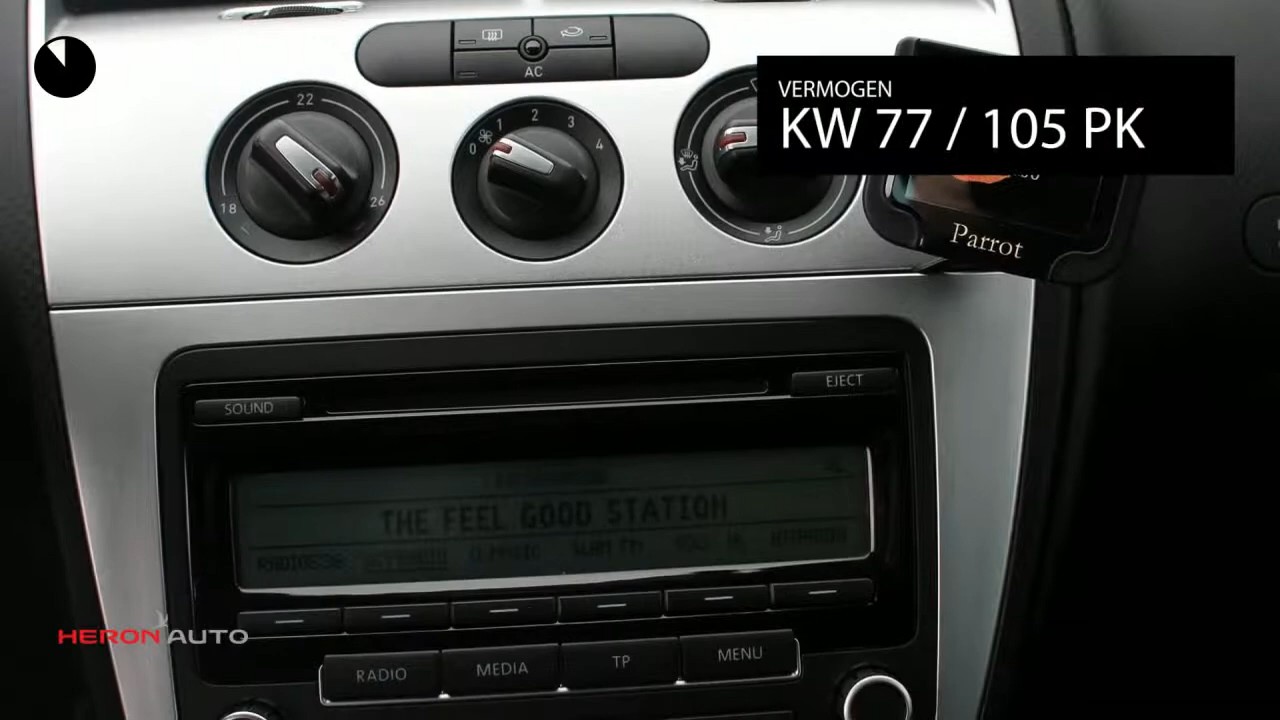 AC
VERMOGEN
KW 77 / 105 PK
22
18
26
0 1 2 3 4
Parrot
SOUND
EJECT
THE FEEL GOOD STATION
HERON AUTO
RADIO
MEDIA
TP
MENU